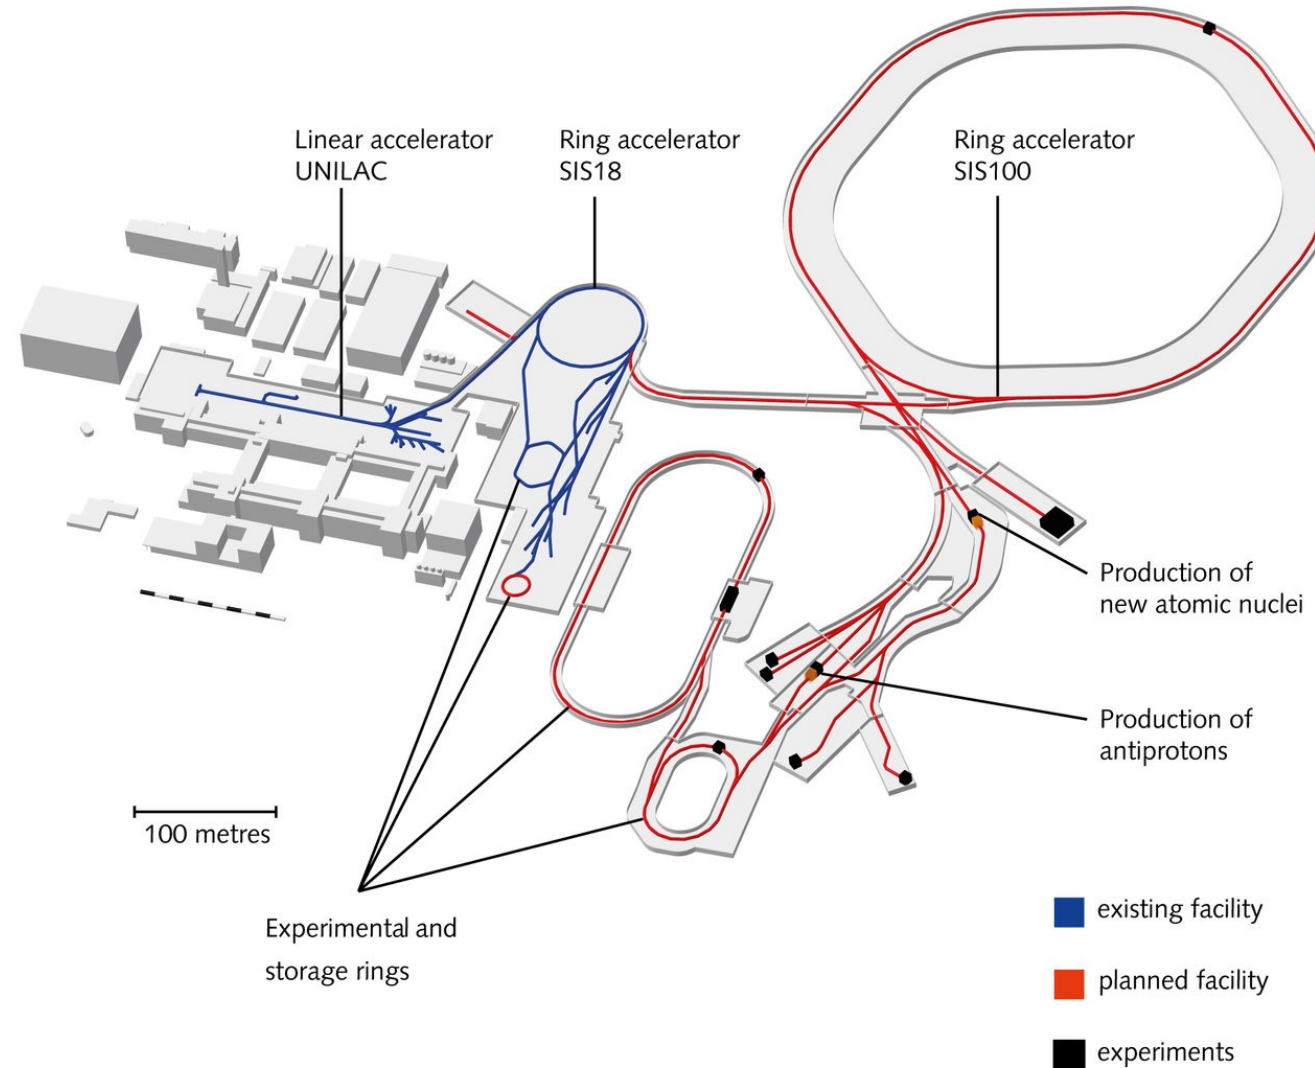 Linear accelerator
UNILAC
Ring accelerator
SIS18
Ring accelerator
SIS100
Production of
new atomic nuclei
Production of
antiprotons
100 metres
Experimental and
storage rings
existing facility
planned facility
experiments